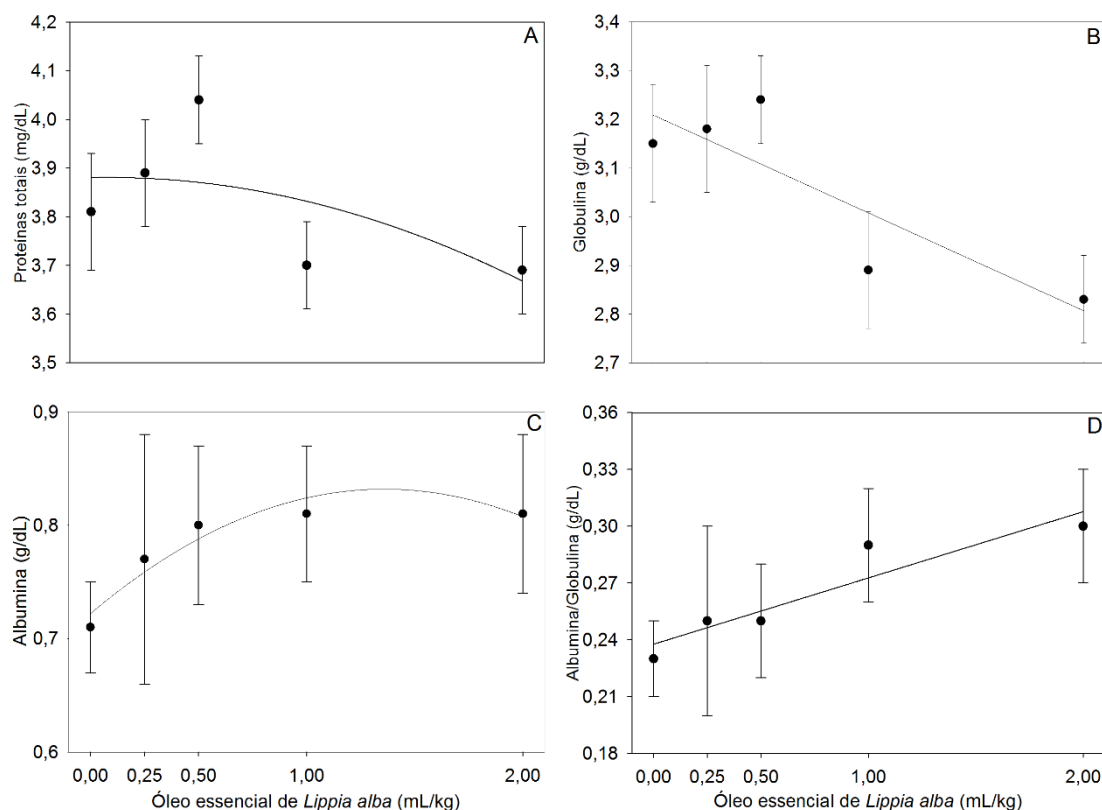 A
Proteínas totais (mg/dL)
4,2
4,1
4,0
3,9
3,8
3,7
3,6
3,5
B
Globulina (g/dL)
3,4
3,3
3,2
3,1
3,0
2,9
2,8
2,7
C
Albumina (g/dL)
0,9
0,8
0,7
0,6
0,00 0,25 0,50 1,00 2,00
Óleo essencial de Lippia alba (mL/kg)
D
Albumina/Globulina (g/dL)
0,36
0,33
0,30
0,27
0,24
0,21
0,18
0,00 0,25 0,50 1,00 2,00
Óleo essencial de Lippia alba (mL/kg)